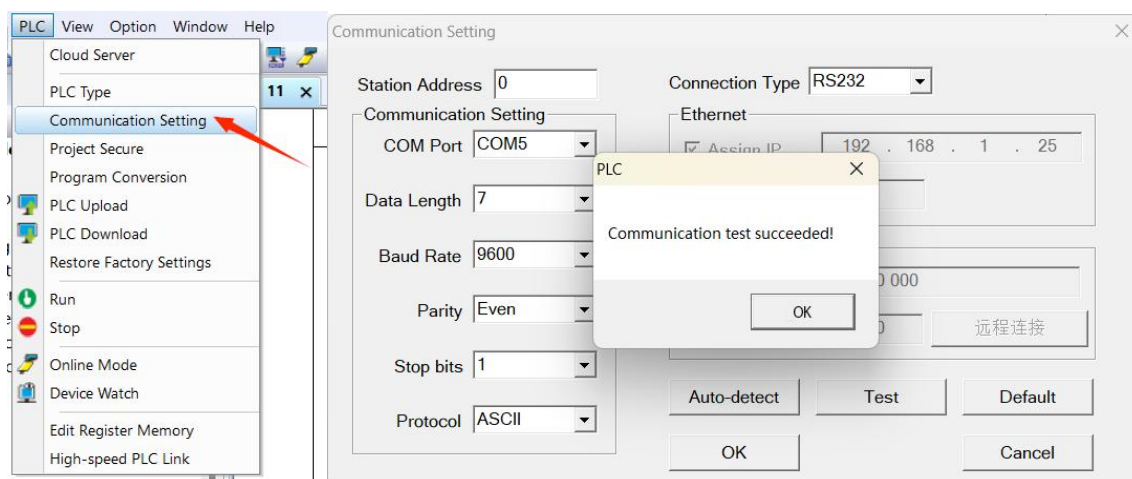 PLC View Option Window Help
Cloud Server
PLC Type
Communication Setting
Project Secure
Program Conversion
PLC Upload
PLC Download
Restore Factory Settings
Run
Stop
Online Mode
Device Watch
Edit Register Memory
High-speed PLC Link
11
Communication Setting
Station Address 0
Communication Setting
COM Port COM5
Data Length 7
Baud Rate 9600
Parity Even
Stop bits 1
Protocol ASCII
Connection Type RS232
Ethernet
Assign IP 192 . 168 . 1 . 25
PLC
Communication test succeeded!
OK
000
远程连接
Auto-detect Test Default
OK Cancel